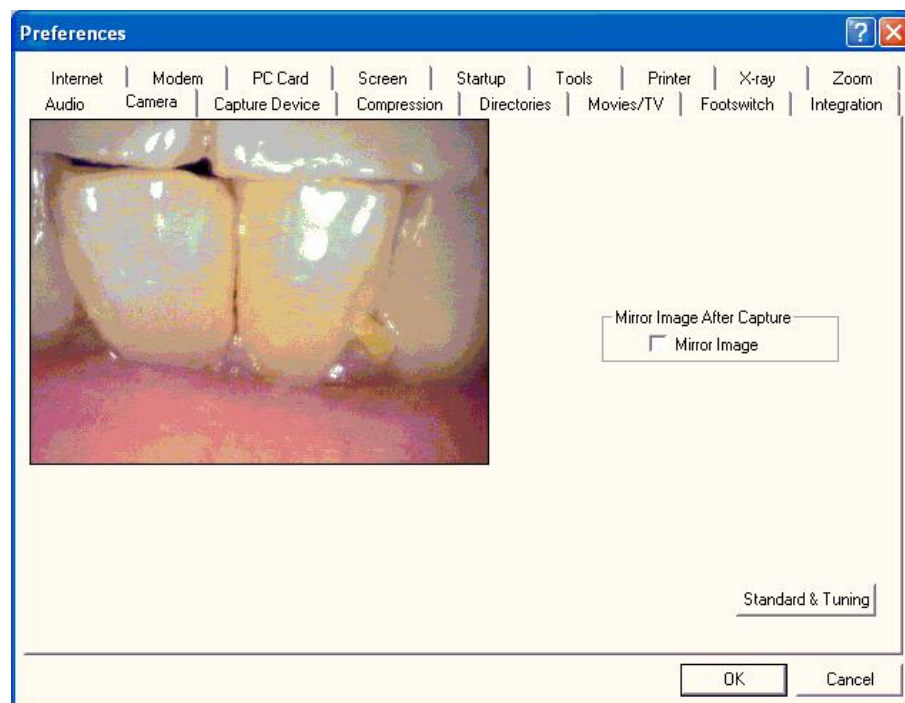 Preferences
Internet Modem PC Card Screen Startup Tools Printer X-ray Zoom
Audio Camera Capture Device Compression Directories Movies/TV Footswitch Integration
Mirror Image After Capture
Mirror Image
Standard & Tuning
OK Cancel